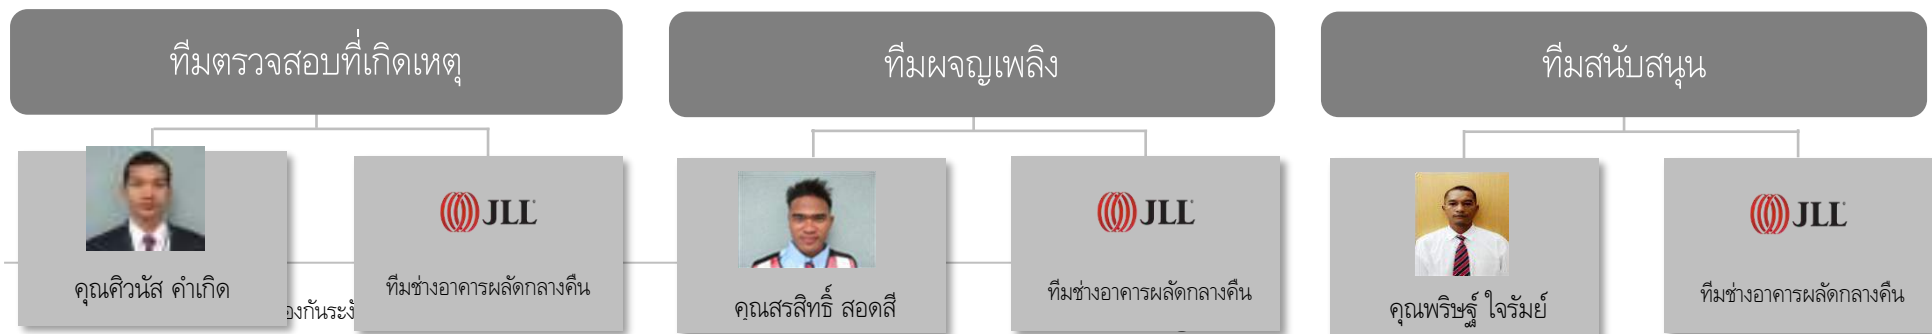 ทีมตรวจสอบที่เกิดเหตุ
ทีมผจญเพลิง
ทีมสนับสนุน
JLL
JLL
JLL
คุณศิวนัส คำเกิด
ทีมช่างอาคารผลัดกลางคืน
คุณสรสิทธิ์ สอดสี
ทีมช่างอาคารผลัดกลางคืน
คุณพริษฐ์ ใจรัมย์
ทีมช่างอาคารผลัดกลางคืน